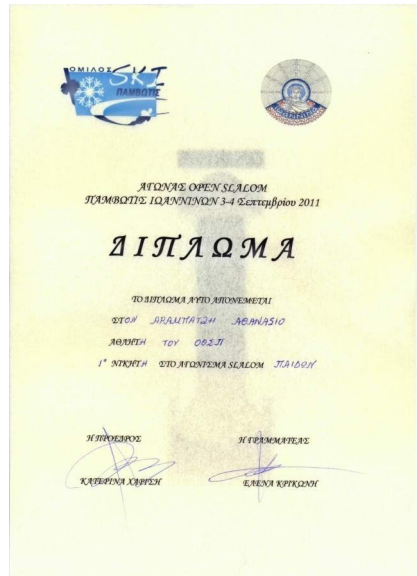 ΟΜΙΛΟΣ
SKI
ΠΑΜΒΩΤΙΣ
ΑΓΩΝΑΣ OPEN SLALOM
ΠΑΜΒΩΤΙΣ ΙΩΑΝΝΙΝΩΝ 3-4 Σεπτεμβρίου 2011
ΔΙΠΛΩΜΑ
ΤΟ ΔΙΠΛΩΜΑ ΑΥΤΟ ΑΠΟΝΕΜΕΤΑΙ
ΣΤΟΝ ΑΡΑΜΠΑΤΖΗ ΑΘΑΝΑΣΙΟ
ΑΘΛΗΤΗ ΤΟΥ ΟΘΣΠ
1ο ΝΙΚΗΤΗ ΣΤΟ ΑΓΩΝΙΣΜΑ SLALOM ΠΑΙΔΩΝ
Η ΠΡΟΕΔΡΟΣ Η ΓΡΑΜΜΑΤΕΑΣ
ΚΑΤΕΡΙΝΑ ΧΑΡΙΣΗ ΕΛΕΝΑ ΚΡΙΚΩΝΗ